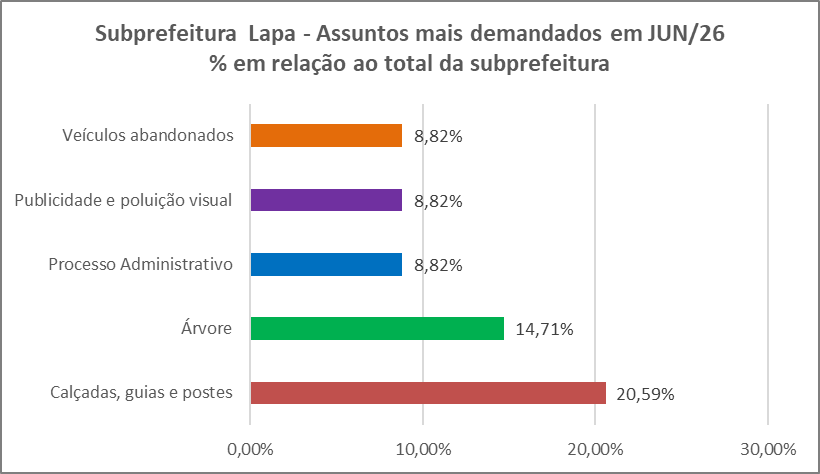 Subprefeitura Lapa - Assuntos mais demandados em JUN/26
% em relação ao total da subprefeitura
Veículos abandonados 8,82%
Publicidade e poluição visual 8,82%
Processo Administrativo 8,82%
Árvore 14,71%
Calçadas, guias e postes 20,59%
0,00% 10,00% 20,00% 30,00%